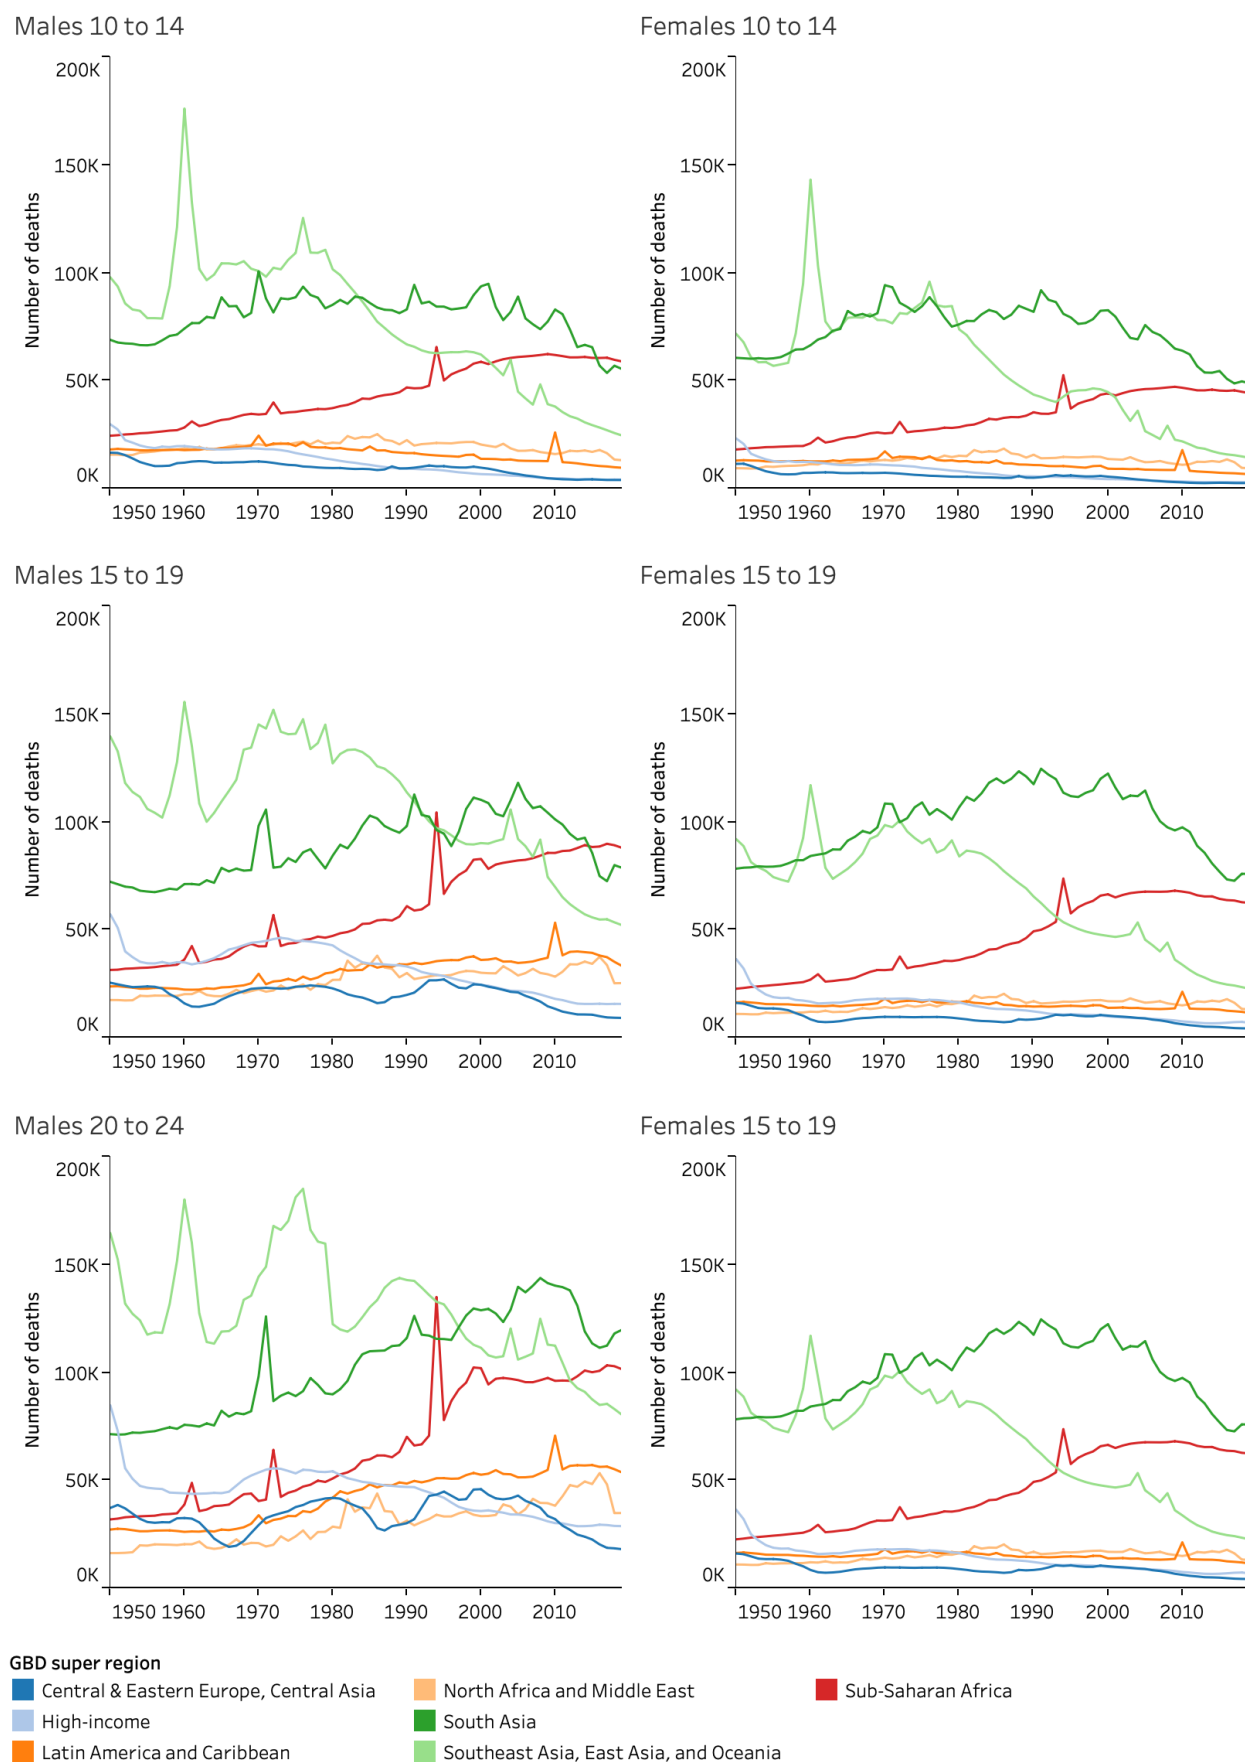 Males 10 to 14
Females 10 to 14
200K
150K
100K
50K
0K
Number of deaths
1950 1960 1970 1980 1990 2000 2010
200K
150K
100K
50K
0K
Number of deaths
1950 1960 1970 1980 1990 2000 2010
Males 15 to 19
Females 15 to 19
200K
150K
100K
50K
0K
Number of deaths
1950 1960 1970 1980 1990 2000 2010
200K
150K
100K
50K
0K
Number of deaths
1950 1960 1970 1980 1990 2000 2010
Males 20 to 24
Females 15 to 19
200K
150K
100K
50K
0K
Number of deaths
1950 1960 1970 1980 1990 2000 2010
200K
150K
100K
50K
0K
Number of deaths
1950 1960 1970 1980 1990 2000 2010
GBD super region
Central & Eastern Europe, Central Asia
High-income
Latin America and Caribbean
North Africa and Middle East
South Asia
Southeast Asia, East Asia, and Oceania
Sub-Saharan Africa